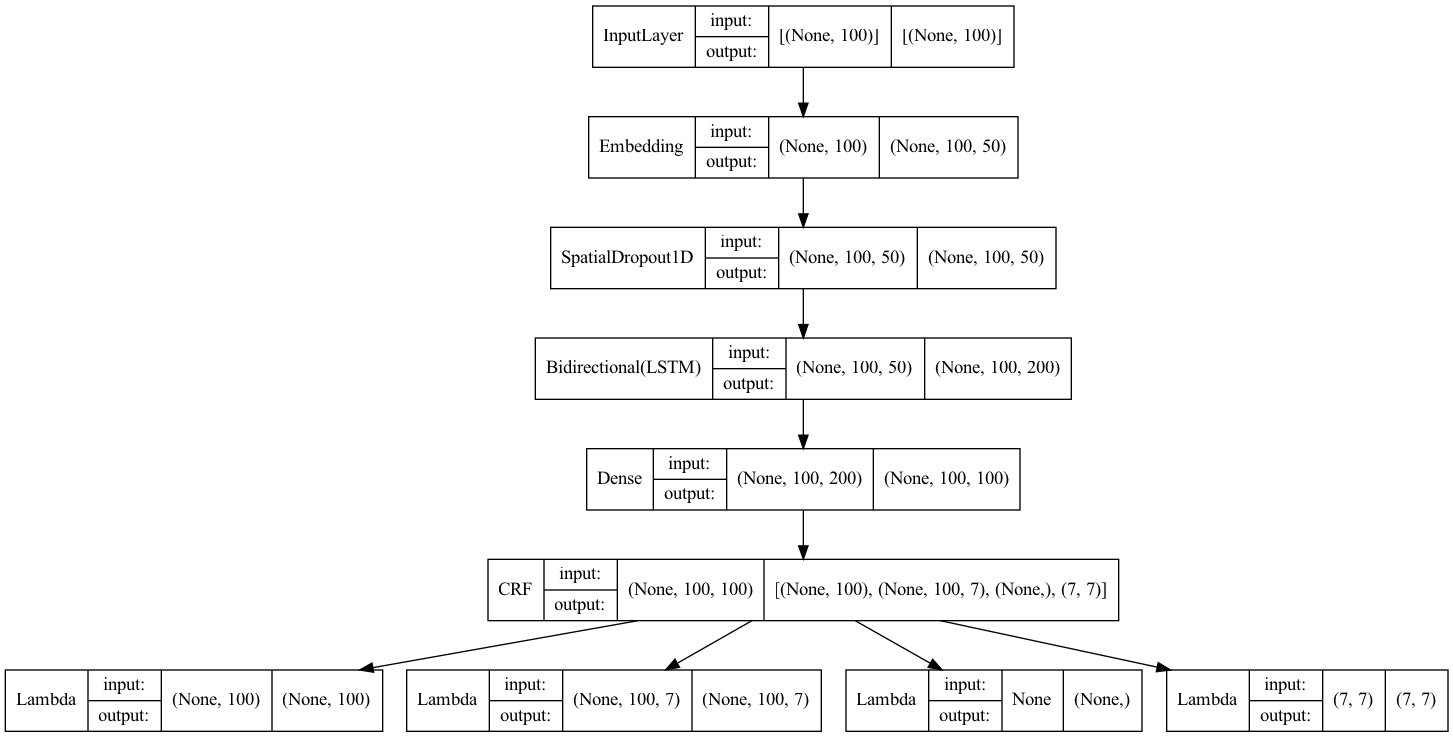 InputLayer input: output: [(None, 100)] [(None, 100)]
Embedding input: output: (None, 100) (None, 100, 50)
SpatialDropout1D input: output: (None, 100, 50) (None, 100, 50)
Bidirectional(LSTM) input: output: (None, 100, 50) (None, 100, 200)
Dense input: output: (None, 100, 200) (None, 100, 100)
CRF input: output: (None, 100, 100) [(None, 100), (None, 100, 7), (None,), (7, 7)]
Lambda input: output: (None, 100) (None, 100)
Lambda input: output: (None, 100, 7) (None, 100, 7)
Lambda input: output: None (None,)
Lambda input: output: (7, 7) (7, 7)